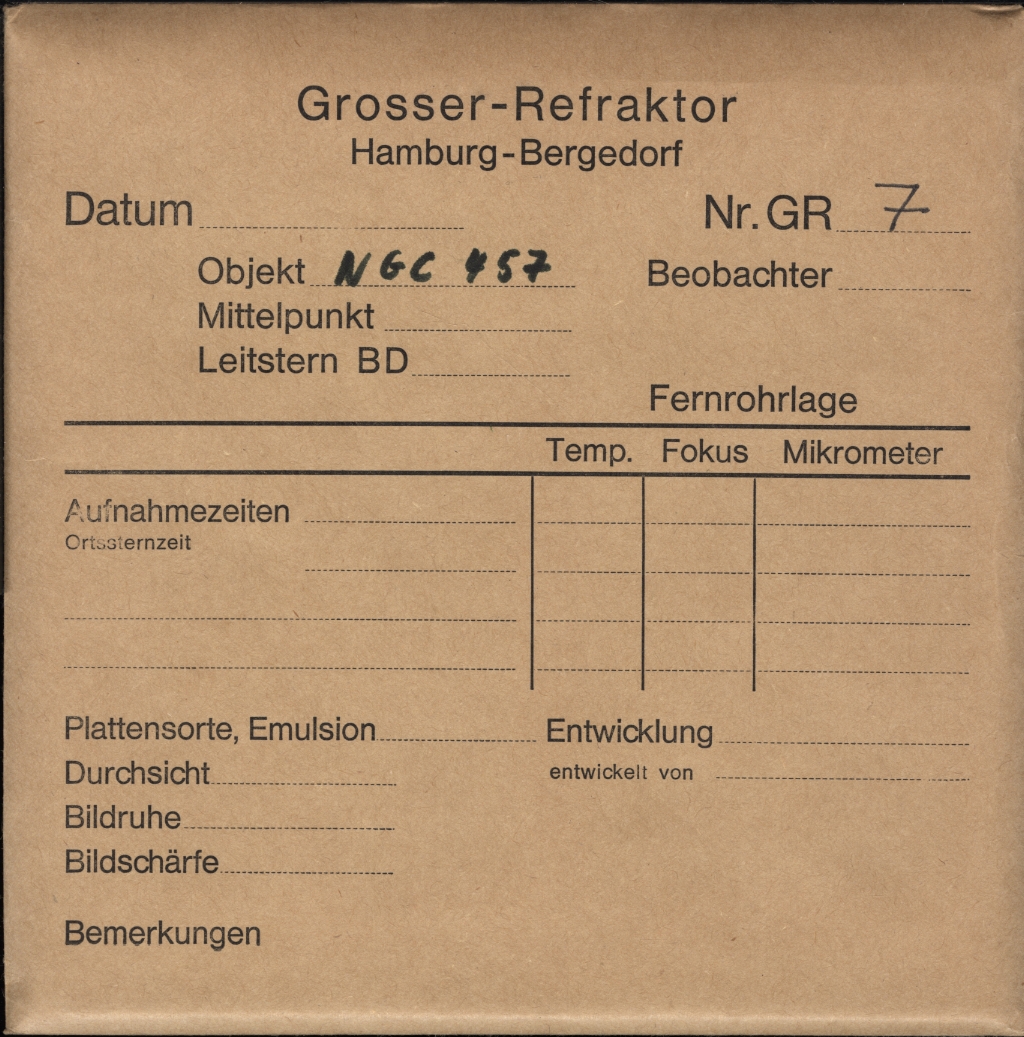 Grosser-Refraktor
Hamburg-Bergedorf
Datum Nr. GR 7
Objekt NGC 457 Beobachter
Mittelpunkt
Leitstern BD
Fernrohrlage
Temp. Fokus Mikrometer
Aufnahmezeiten
Ortssternzeit
Plattensorte, Emulsion Entwicklung
Durchsicht entwickelt von
Bildruhe
Bildschärfe
Bemerkungen